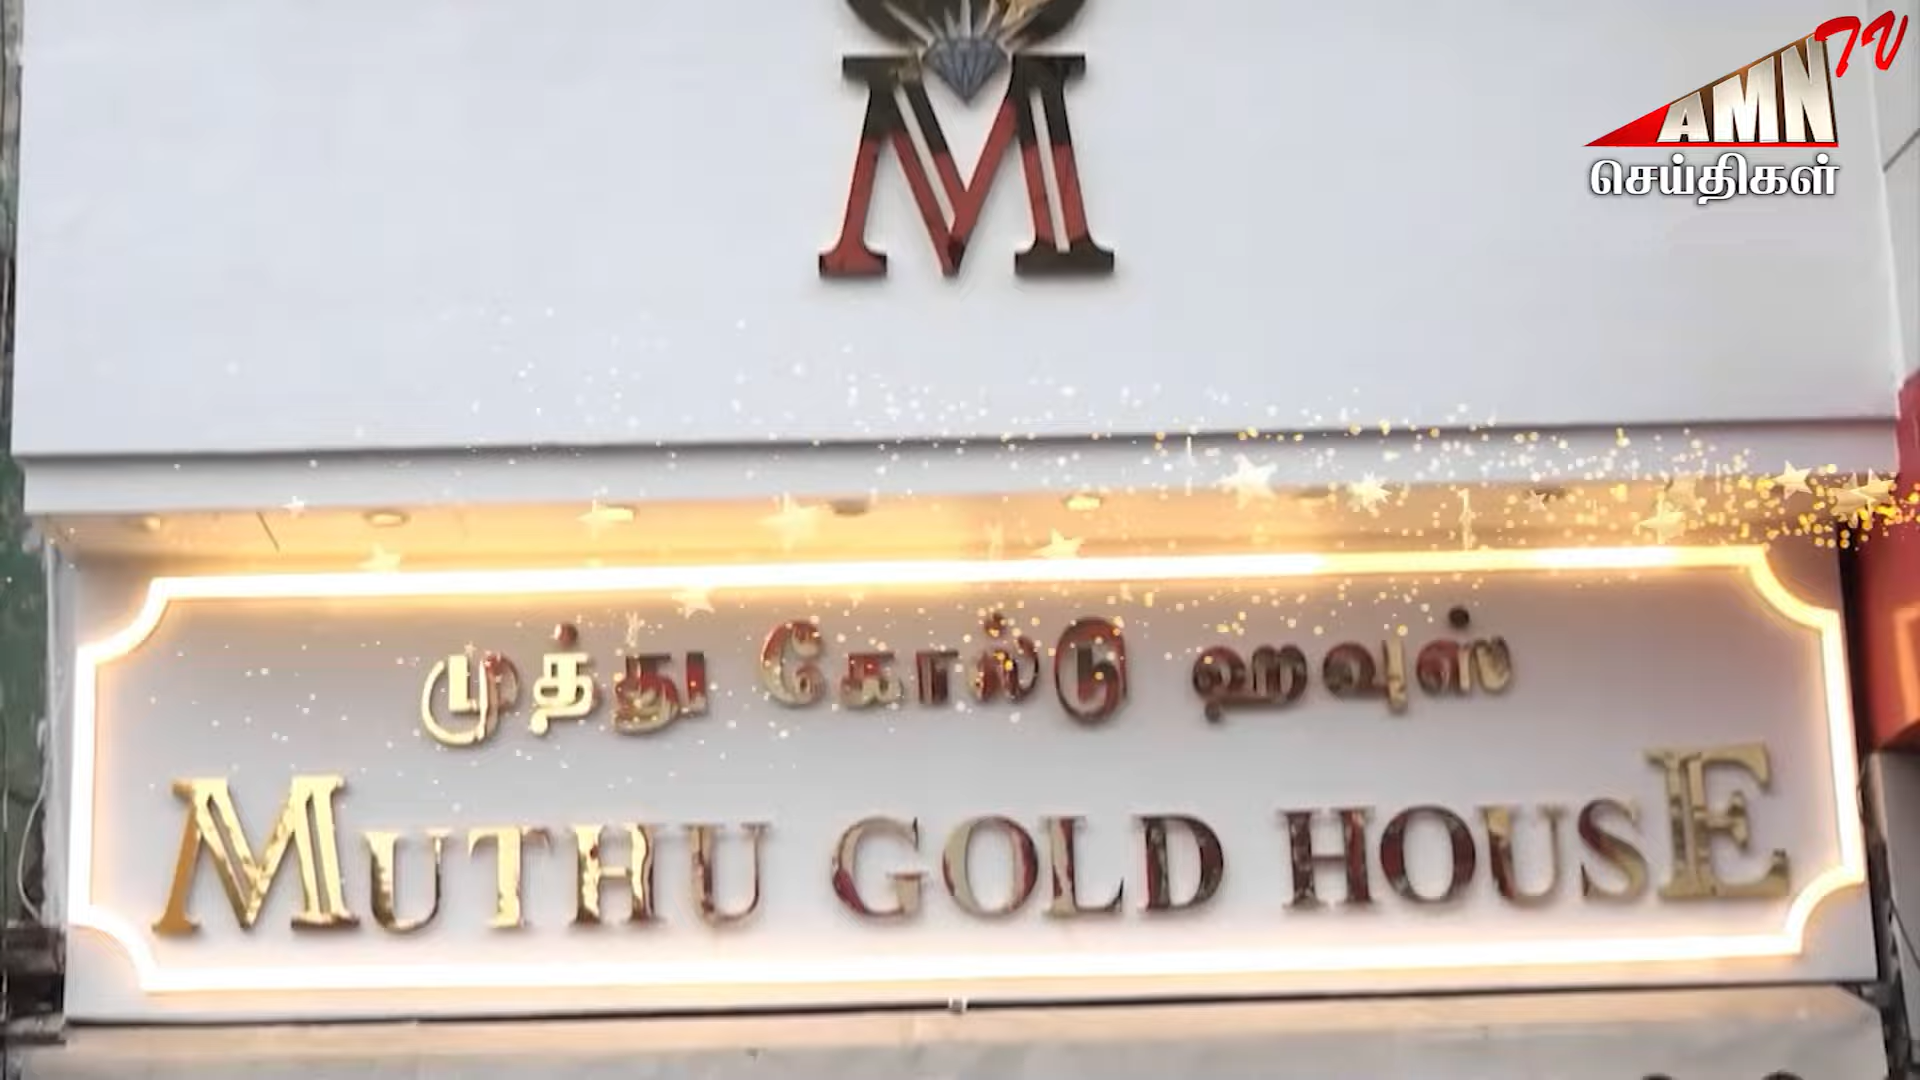 AMN TV
செய்திகள்
M
முத்து கோல்டு ஹவுஸ்
MUTHU GOLD HOUSE